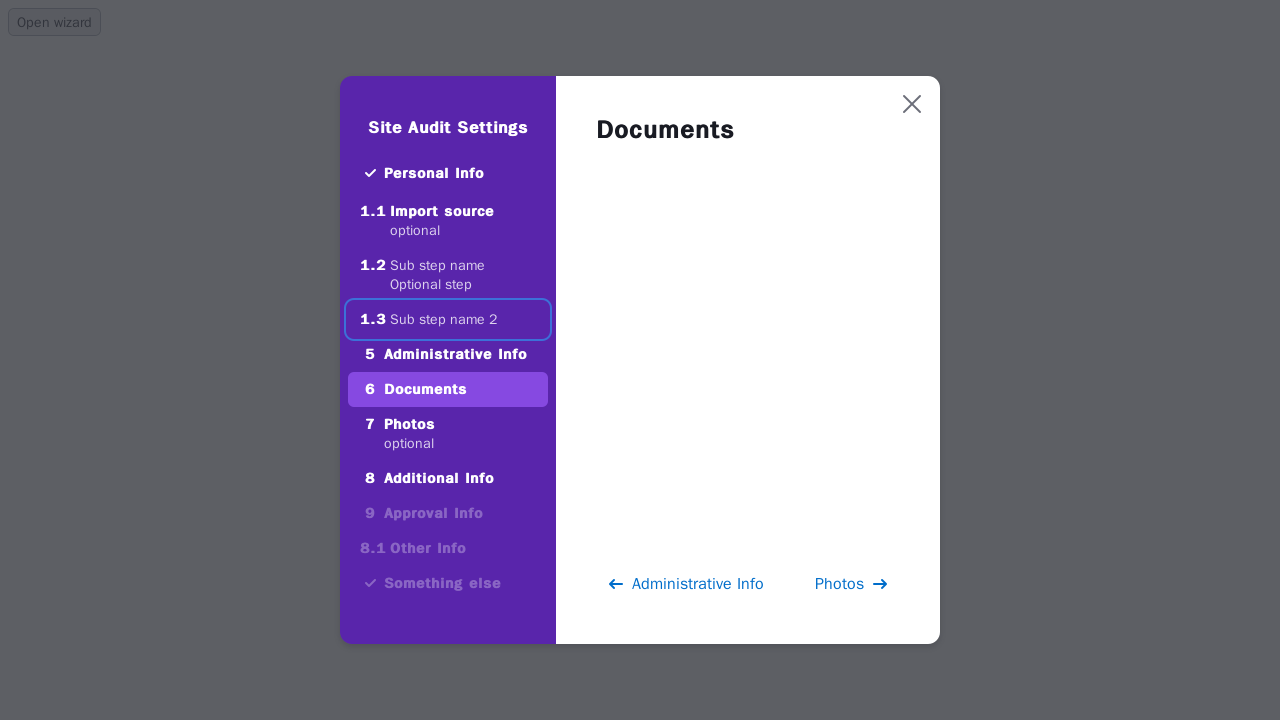 Open wizard
Site Audit Settings
Personal Info
1.1 Import source
optional
1.2 Sub step name
Optional step
1.3 Sub step name 2
5 Administrative Info
6 Documents
7 Photos
optional
8 Additional Info
9 Approval Info
8.1 Other Info
Something else
Documents
Administrative Info
Photos